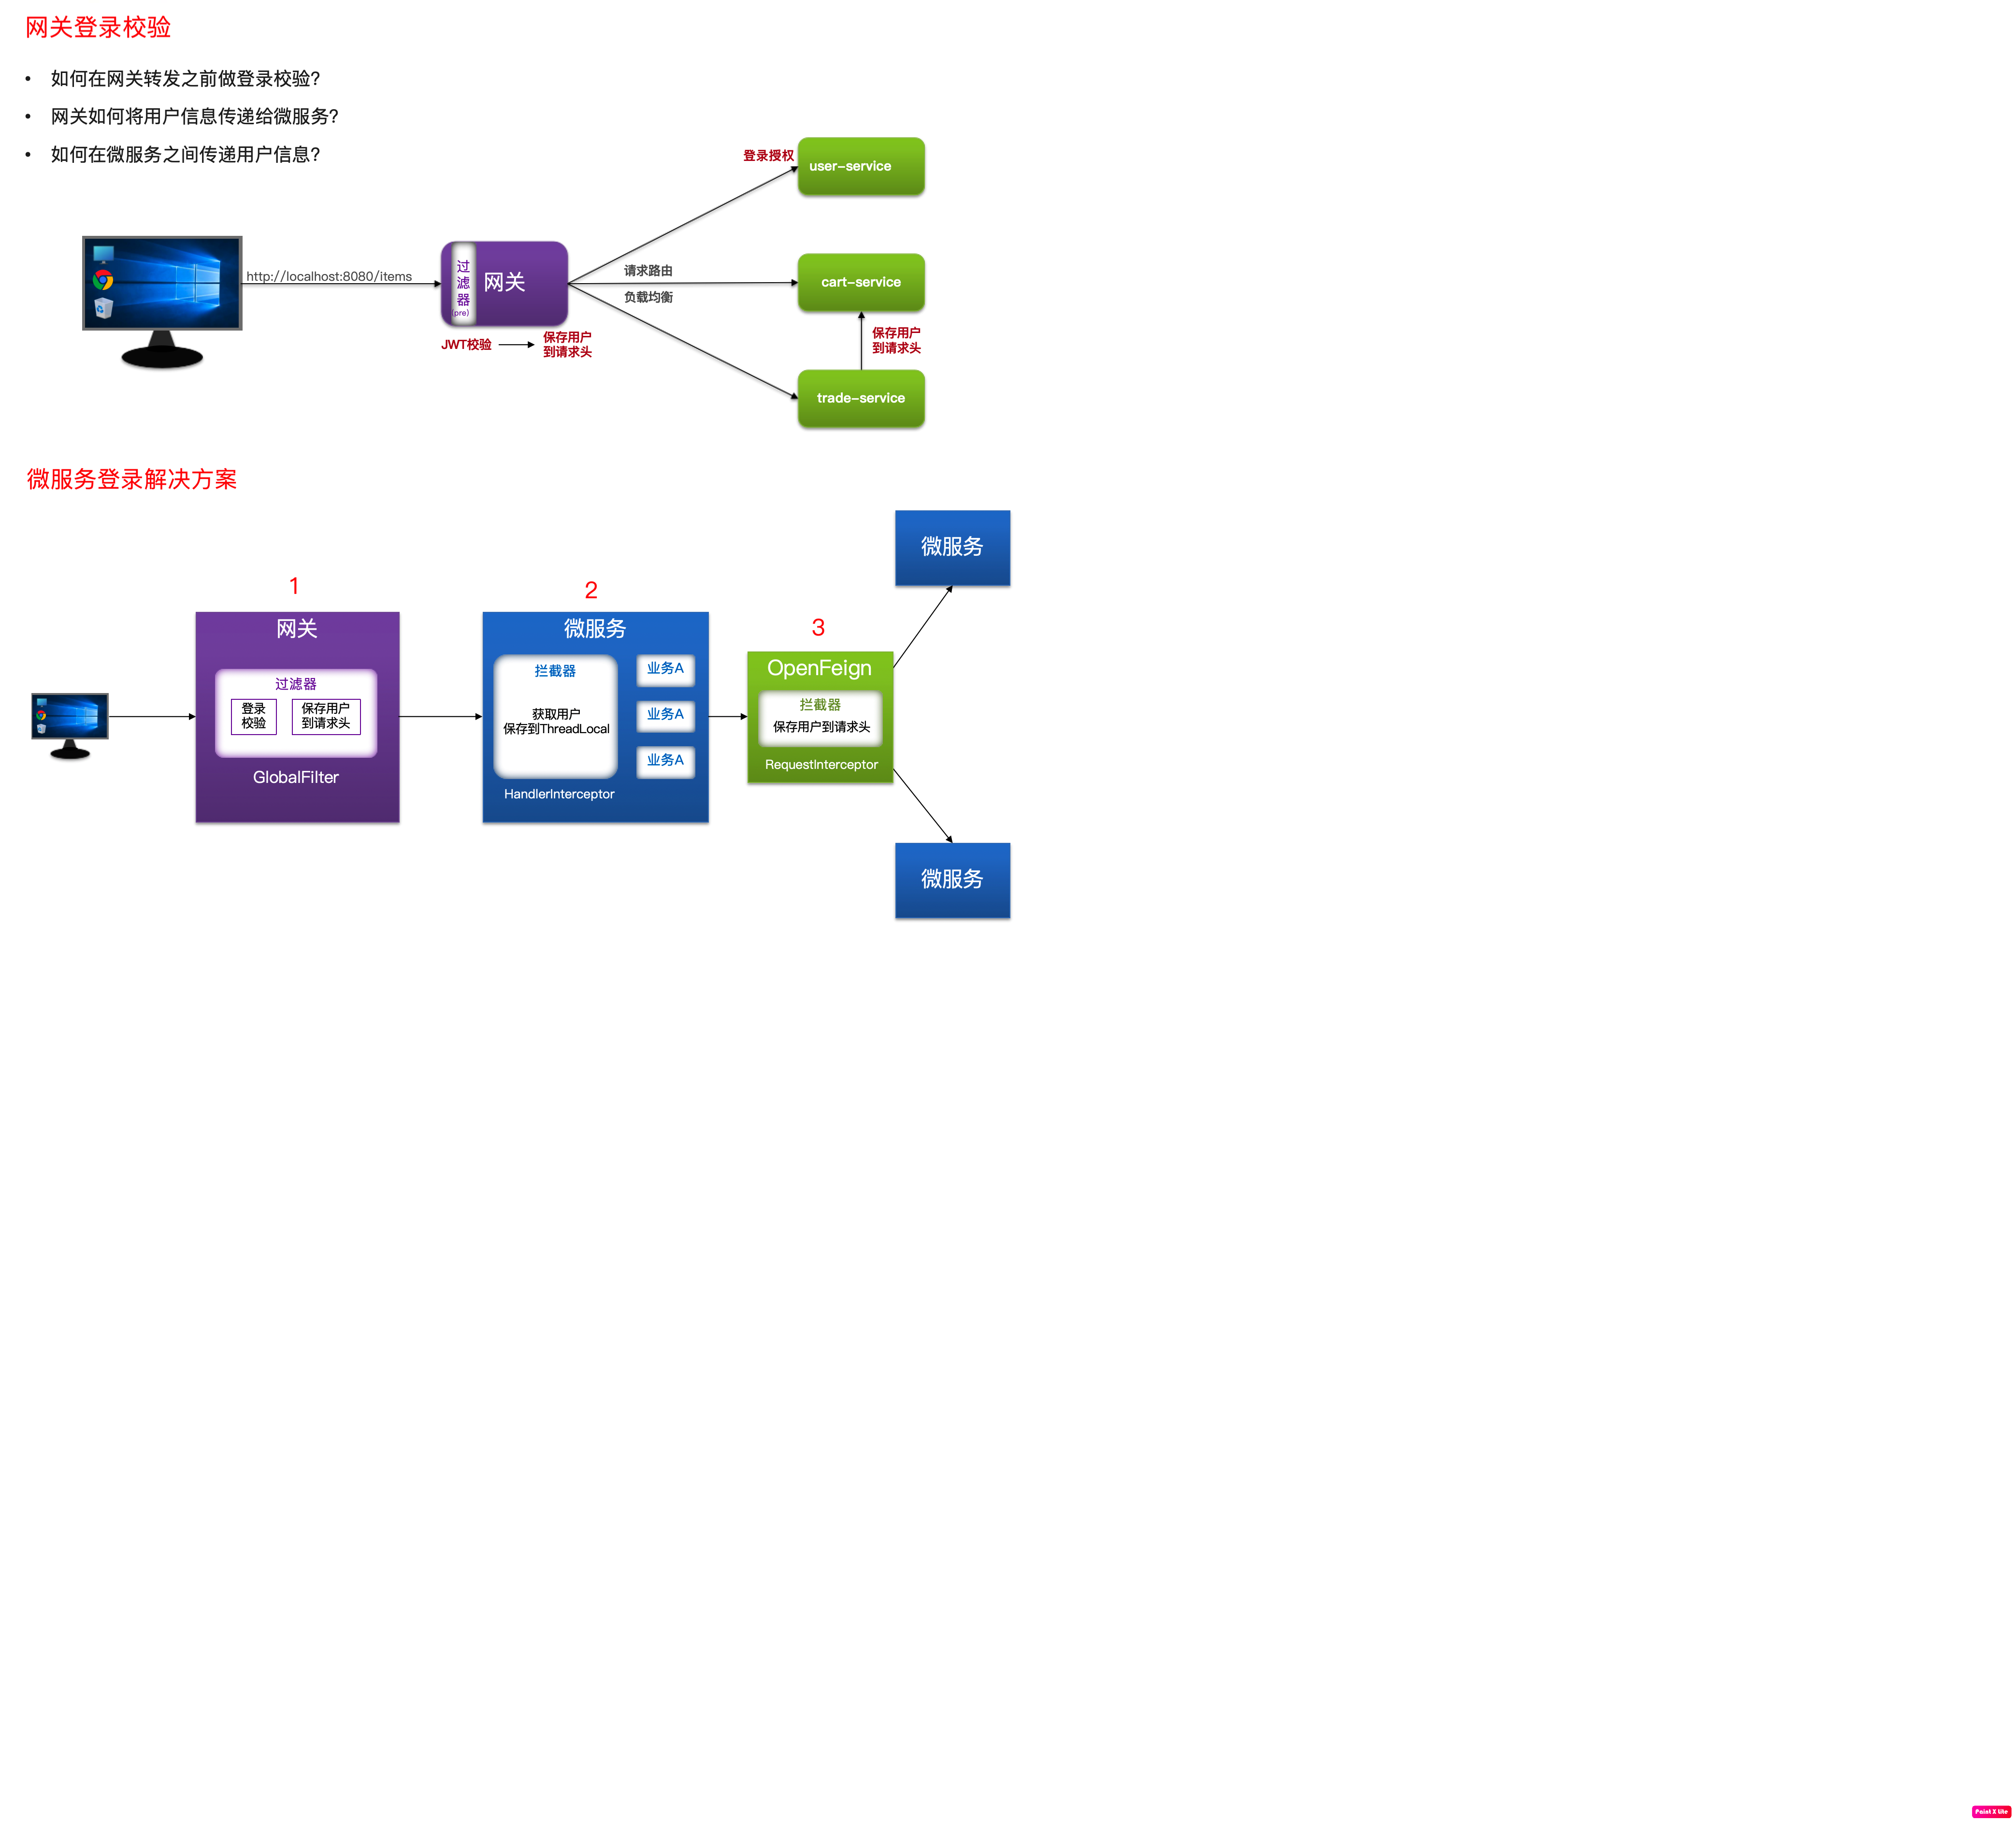 网关登录校验
• 如何在网关转发之前做登录校验?
• 网关如何将用户信息传递给微服务?
• 如何在微服务之间传递用户信息?
登录授权
user-service
http://localhost:8080/items
过
滤
器
(pre)
网关
请求路由
负载均衡
cart-service
JWT校验
保存用户
到请求头
保存用户
到请求头
trade-service
微服务登录解决方案
微服务
1
2
3
网关
过滤器
登录
校验
保存用户
到请求头
GlobalFilter
微服务
拦截器
获取用户
保存到ThreadLocal
HandlerInterceptor
业务A
业务A
业务A
OpenFeign
拦截器
保存用户到请求头
RequestInterceptor
微服务
Paint X Lite